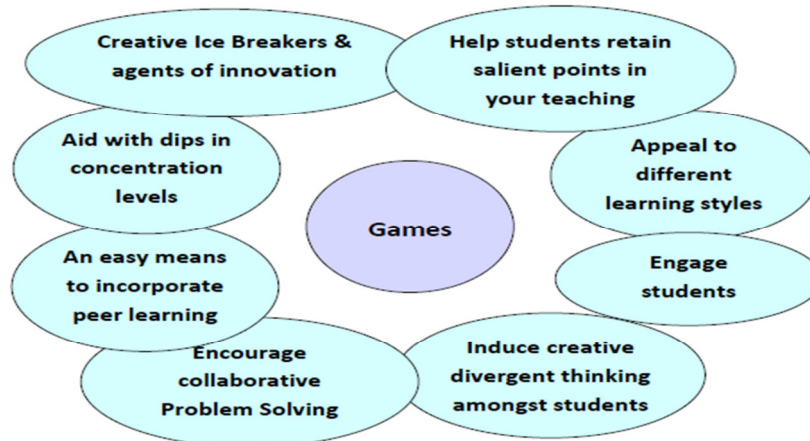 Creative Ice Breakers &
agents of innovation
Help students retain
salient points in
your teaching
Aid with dips in
concentration
levels
Appeal to
different
learning styles
Games
An easy means
to incorporate
peer learning
Engage
students
Encourage
collaborative
Problem Solving
Induce creative
divergent thinking
amongst students